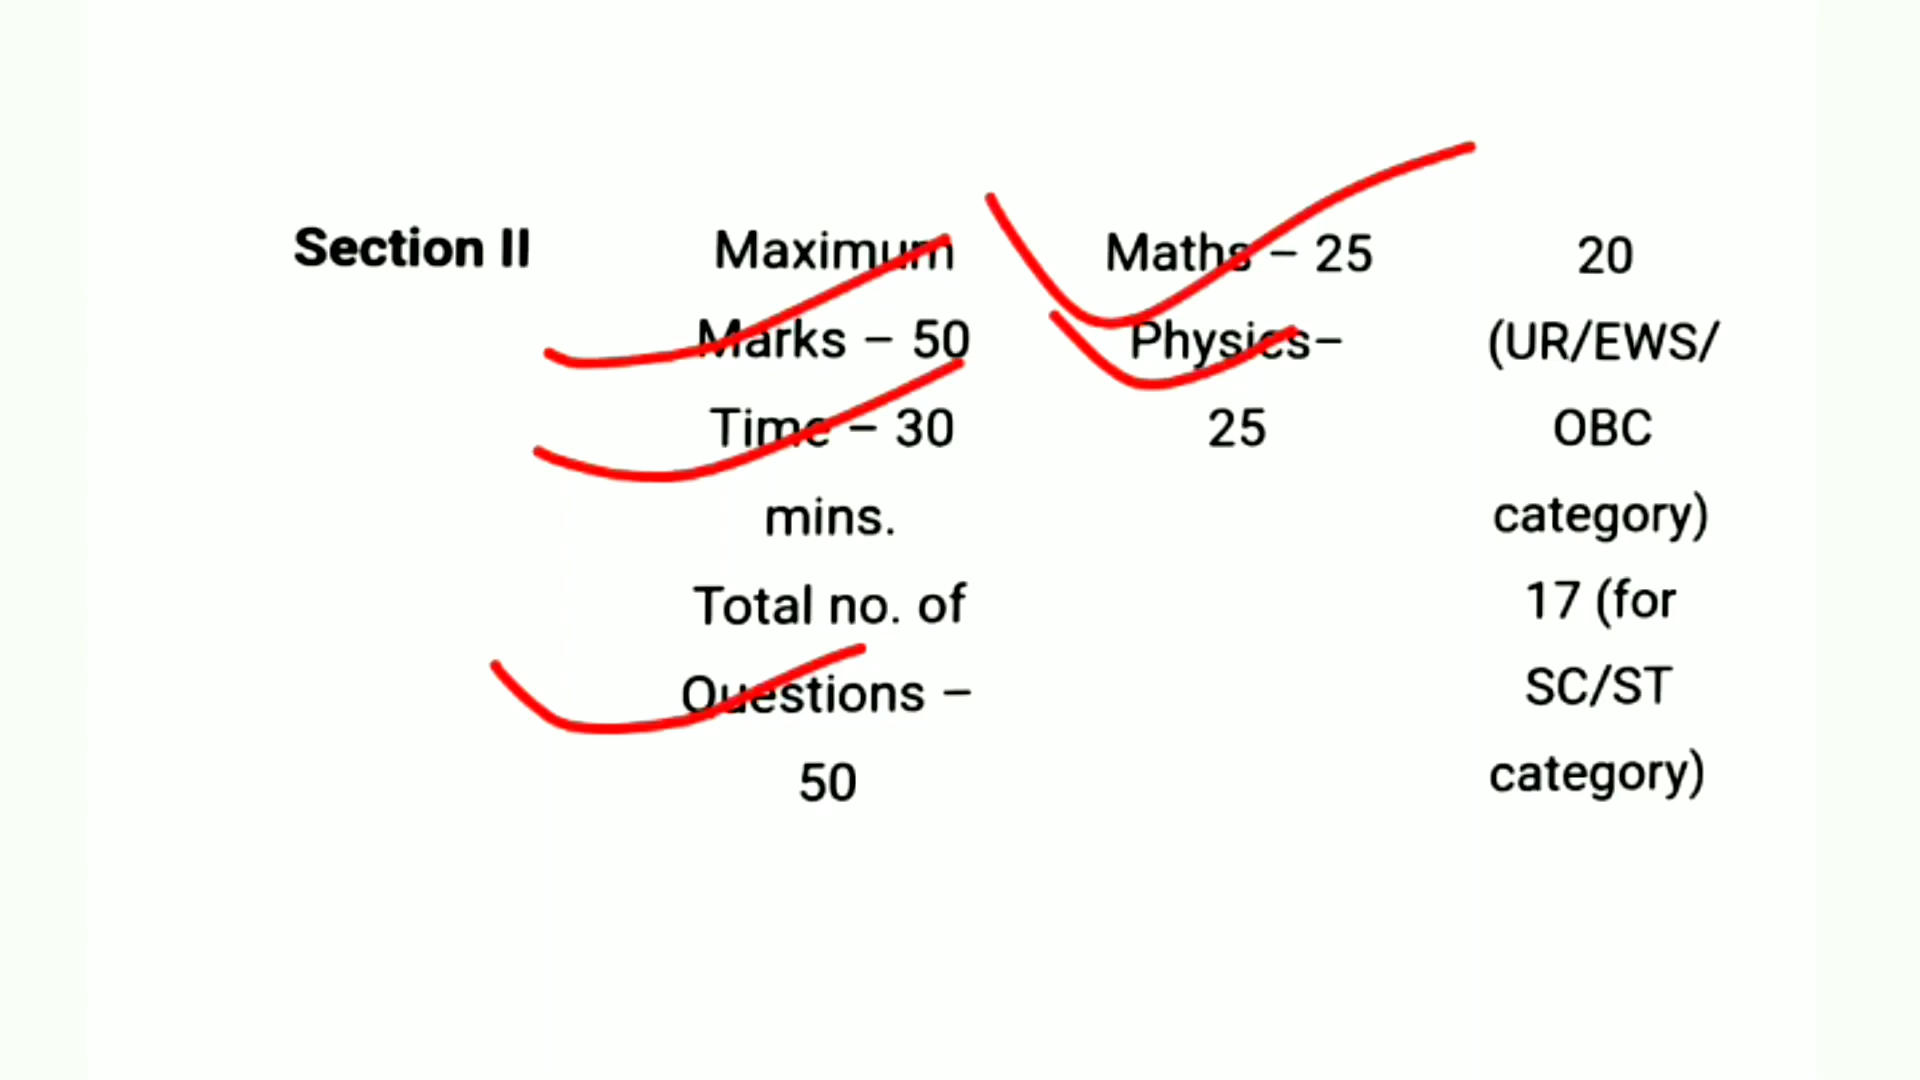 Section II
Maximum
Marks – 50
Time – 30
mins.
Total no. of
Questions –
50
Maths – 25
Physics–
25
20
(UR/EWS/
OBC
category)
17 (for
SC/ST
category)